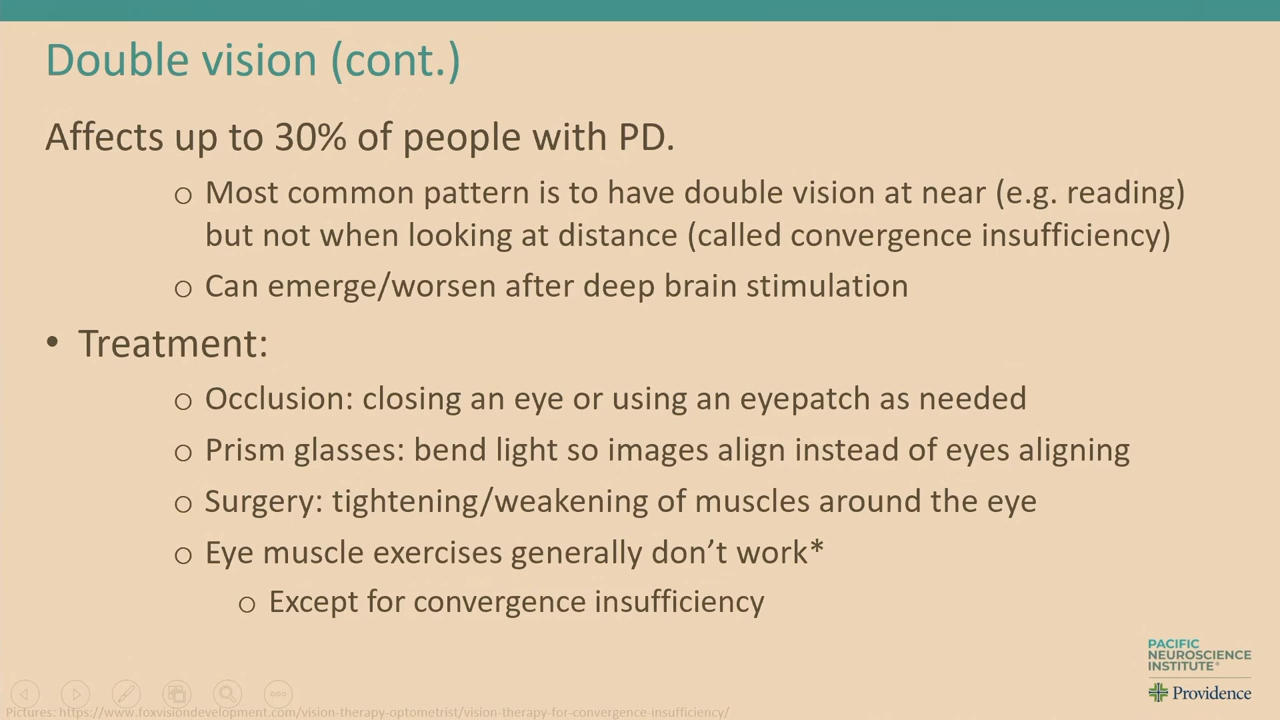 Double vision (cont.)
Affects up to 30% of people with PD.
o Most common pattern is to have double vision at near (e.g. reading)
but not when looking at distance (called convergence insufficiency)
o Can emerge/worsen after deep brain stimulation
• Treatment:
o Occlusion: closing an eye or using an eyepatch as needed
o Prism glasses: bend light so images align instead of eyes aligning
o Surgery: tightening/weakening of muscles around the eye
o Eye muscle exercises generally don’t work*
o Except for convergence insufficiency
PACIFIC
NEUROSCIENCE
INSTITUTE®
Providence
Pictures: https://www.foxvisiondevelopment.com/vision-therapy-optometrist/vision-therapy-for-convergence-insufficiency/